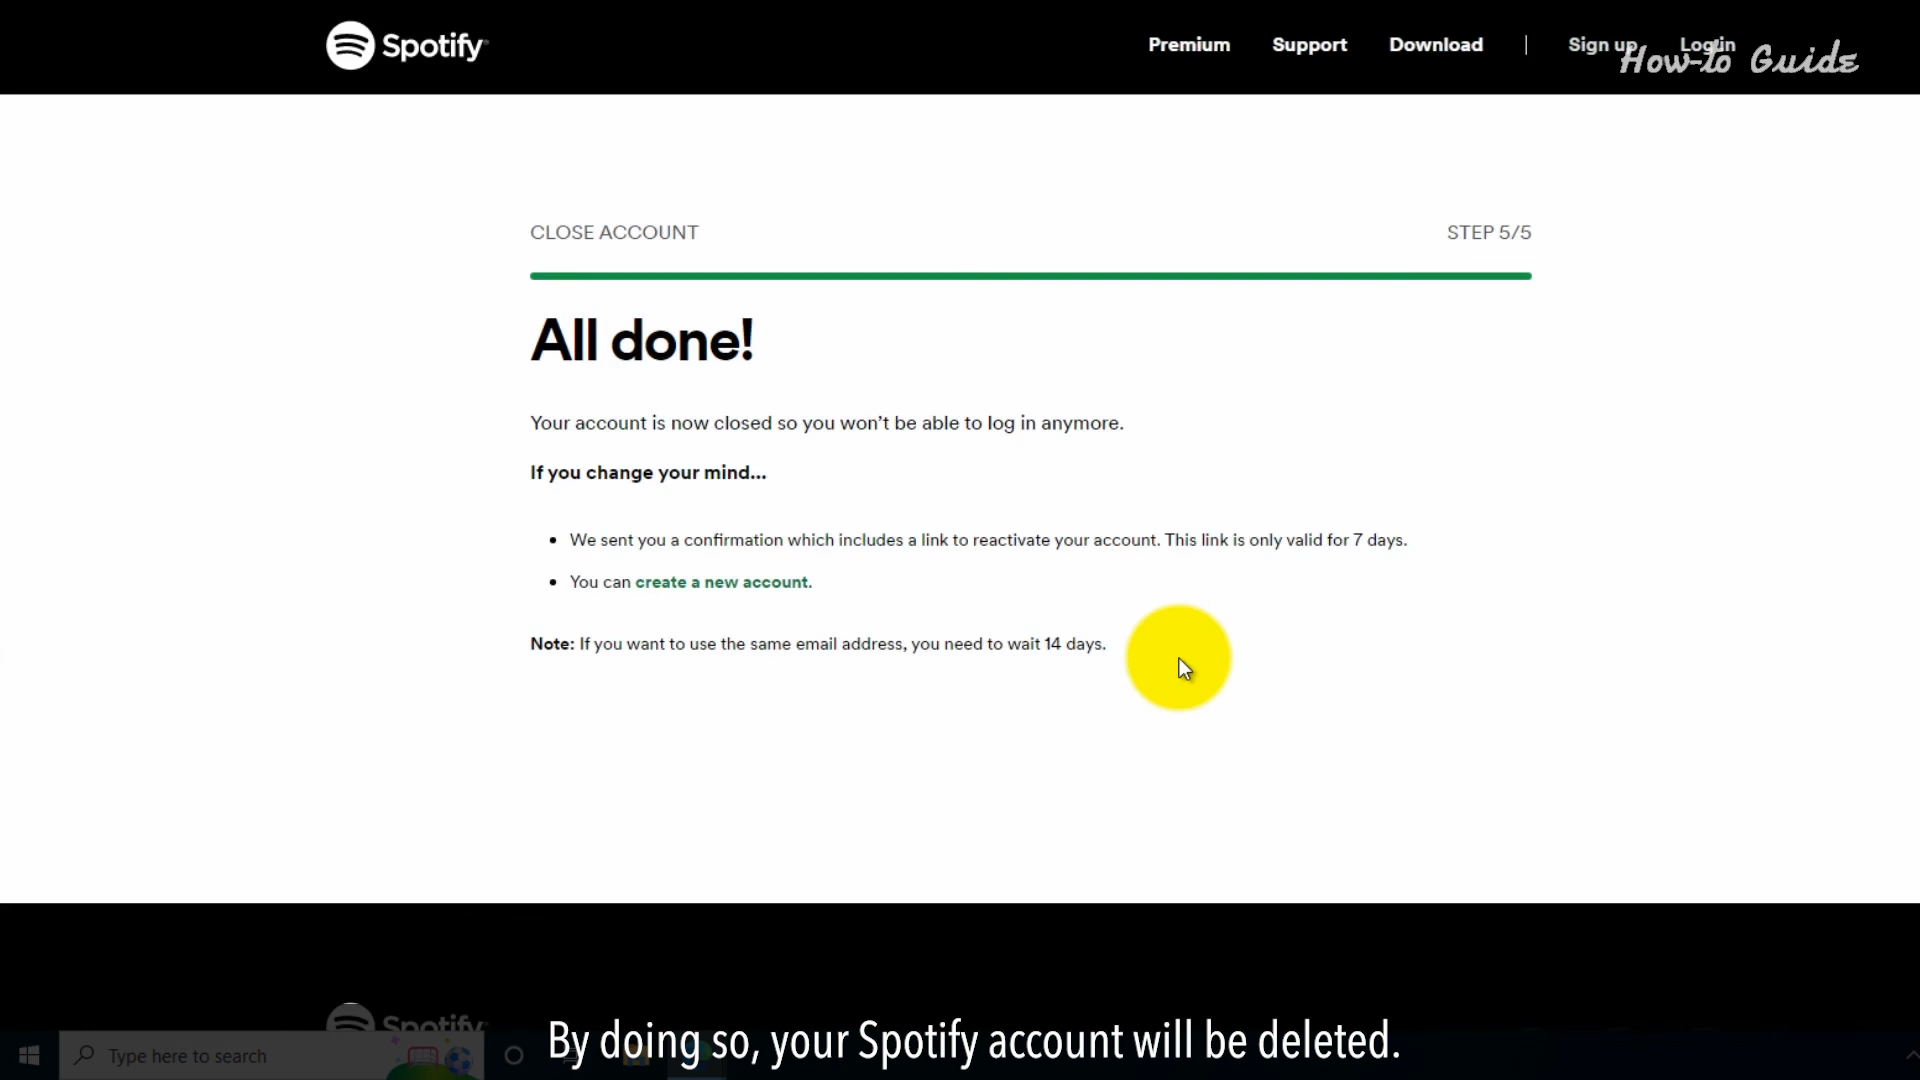 Spotify
Premium Support Download | Sign up Login
How-to Guide
CLOSE ACCOUNT STEP 5/5
All done!
Your account is now closed so you won't be able to log in anymore.
If you change your mind...
• We sent you a confirmation which includes a link to reactivate your account. This link is only valid for 7 days.
• You can create a new account.
Note: If you want to use the same email address, you need to wait 14 days.
Spotify
Type here to search
By doing so, your Spotify account will be deleted.